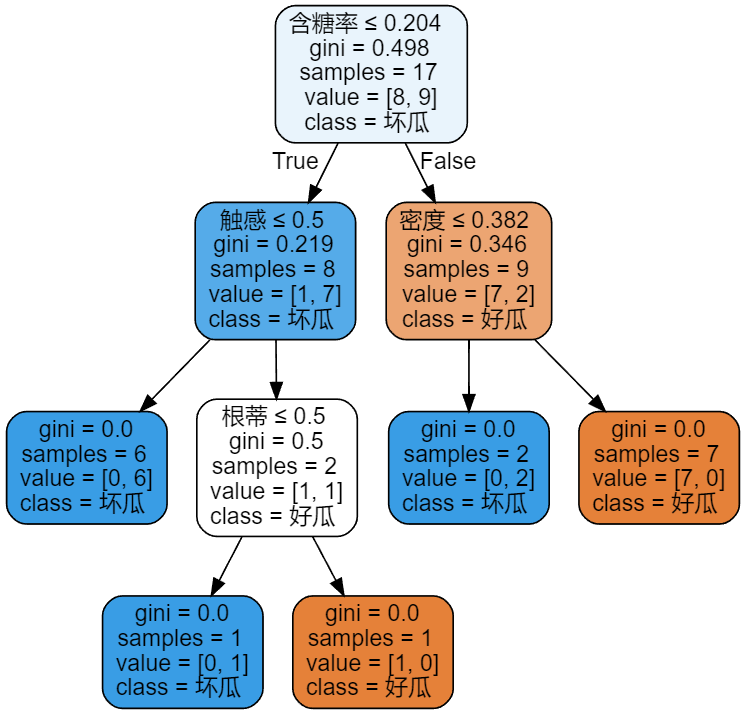 含糖率 ≤ 0.204
gini = 0.498
samples = 17
value = [8, 9]
class = 坏瓜
True
False
触感 ≤ 0.5
gini = 0.219
samples = 8
value = [1, 7]
class = 坏瓜
密度 ≤ 0.382
gini = 0.346
samples = 9
value = [7, 2]
class = 好瓜
gini = 0.0
samples = 6
value = [0, 6]
class = 坏瓜
根蒂 ≤ 0.5
gini = 0.5
samples = 2
value = [1, 1]
class = 好瓜
gini = 0.0
samples = 2
value = [0, 2]
class = 坏瓜
gini = 0.0
samples = 7
value = [7, 0]
class = 好瓜
gini = 0.0
samples = 1
value = [0, 1]
class = 坏瓜
gini = 0.0
samples = 1
value = [1, 0]
class = 好瓜